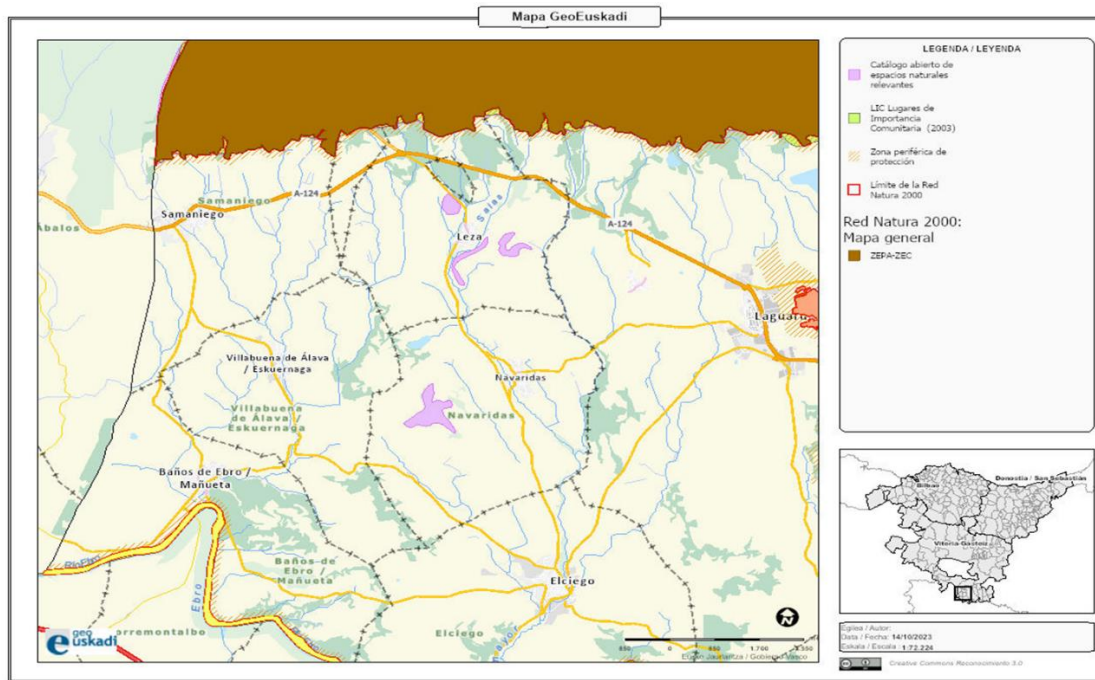 Mapa GeoEuskadi
Samaniego
A-124
Samaniego
Ábalos
Salas
Leza
A-124
Villabuena de Álava
/ Eskuernaga
Navaridas
Villabuena
de Álava /
Eskuernaga
Navaridas
Baños de Ebro /
Mañueta
Ebro
Baños de
Ebro /
Mañueta
Elciego
Elciego
N
geo
euskadi
Eusko Jaurlaritza / Gobierno Vasco
LEGENDA / LEYENDA
Catálogo abierto de
espacios naturales
relevantes
LIC Lugares de
Importancia
Comunitaria (2003)
Zona periférica de
protección
Límite de la Red
Natura 2000
Red Natura 2000:
Mapa general
ZEPA-ZEC
Bilbao
Donostia / San Sebastián
Vitoria-Gasteiz
Egilea / Autor:
Data / Fecha: 14/10/2023
Eskala / Escala : 1:72.224
Creative Commons Reconocimiento 3.0